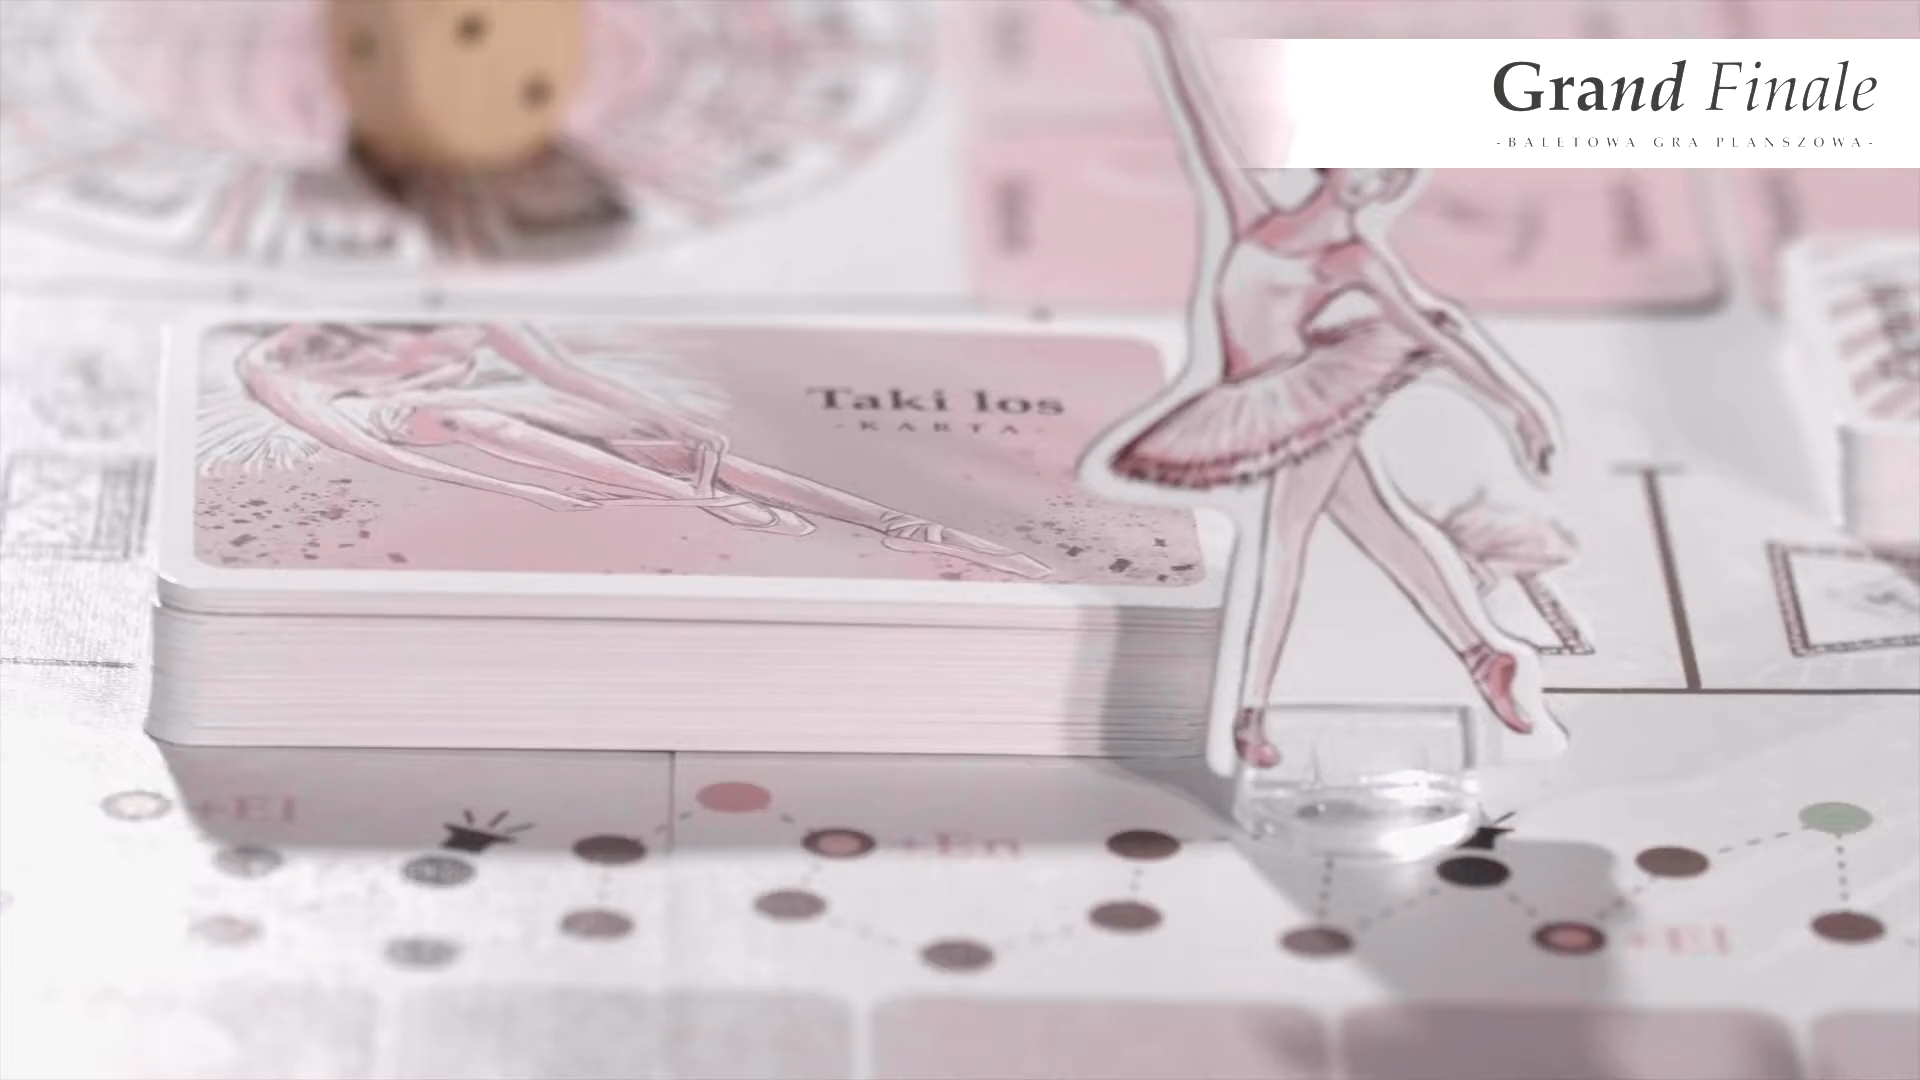 Grand Finale
-BALETOWA GRA PLANSZOWA-
Taki los
-KARTA-
+El
+En
+El